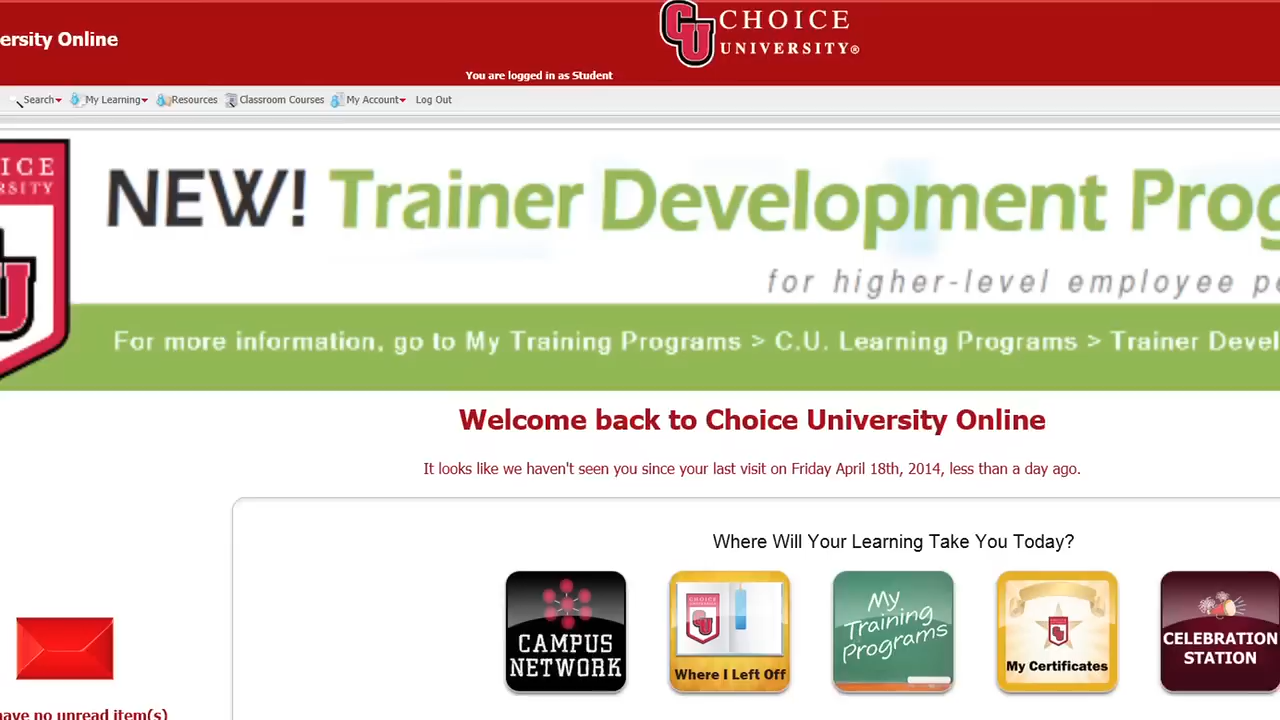 ersity Online
CHOICE
UNIVERSITY®
You are logged in as Student
Search My Learning Resources Classroom Courses My Account Log Out
ICE
RSITY
NEW! Trainer Development Prog
for higher-level employee pe
For more information, go to My Training Programs > C.U. Learning Programs > Trainer Devel
Welcome back to Choice University Online
It looks like we haven't seen you since your last visit on Friday April 18th, 2014, less than a day ago.
Where Will Your Learning Take You Today?
CAMPUS
NETWORK
CHOICE
Where I Left Off
My
Training
Programs
My Certificates
CELEBRATION
STATION
have no unread item(s)